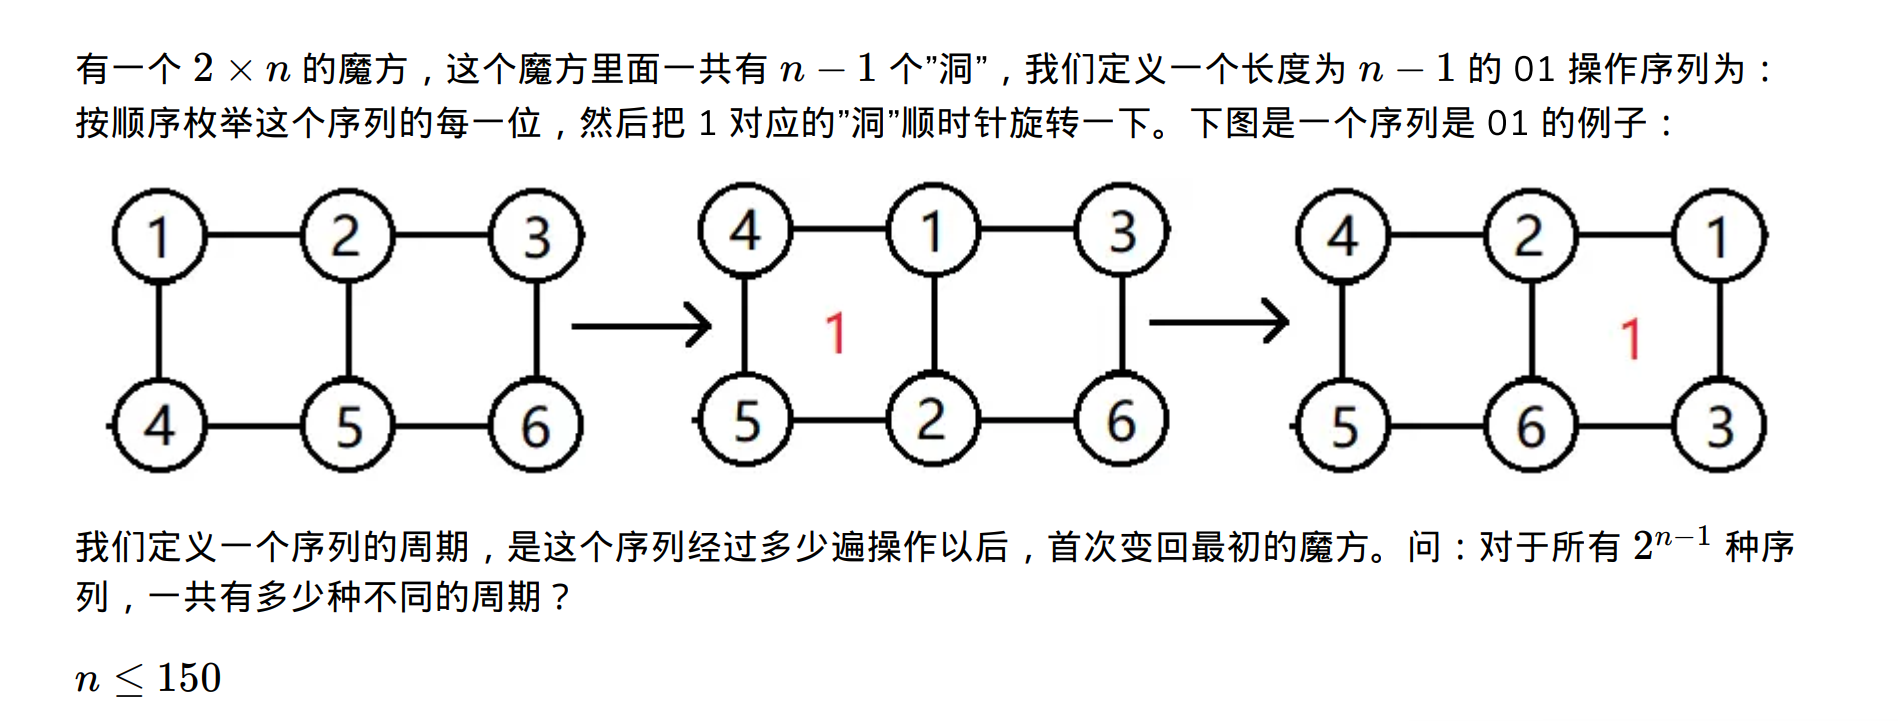 有一个 2 × n 的魔方，这个魔方里面一共有 n − 1 个”洞”，我们定义一个长度为 n − 1 的 01 操作序列为：
按顺序枚举这个序列的每一位，然后把 1 对应的”洞”顺时针旋转一下。下图是一个序列是 01 的例子：
1 2 3 4 1 3 4 2 1
1 1
4 5 6 5 2 6 5 6 3
我们定义一个序列的周期，是这个序列经过多少遍操作以后，首次变回最初的魔方。问：对于所有 2^{n−1} 种序
列，一共有多少种不同的周期？
n ≤ 150